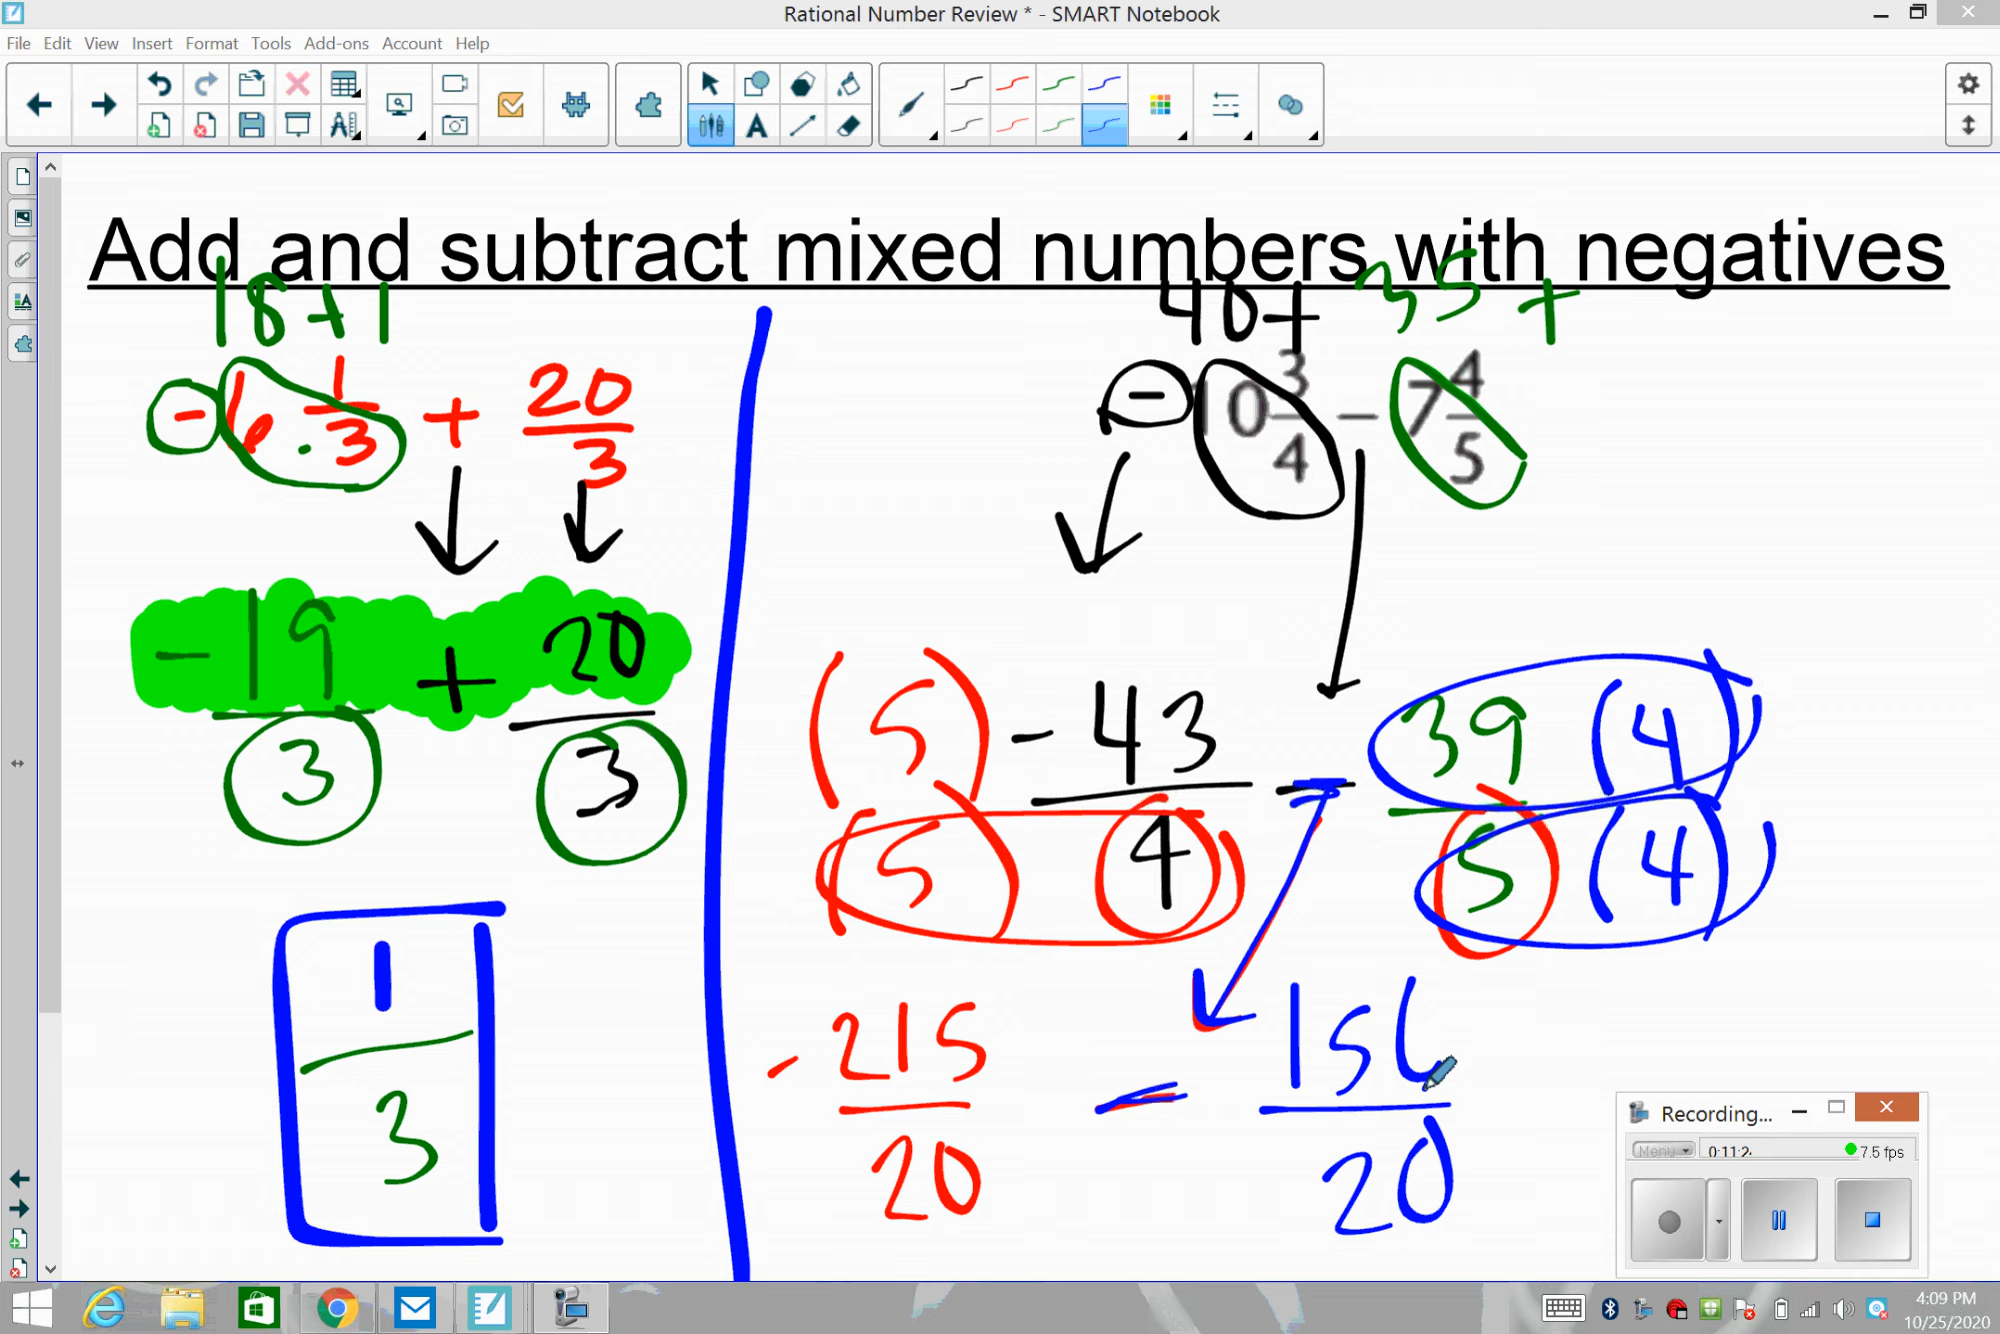 Rational Number Review * - SMART Notebook
File Edit View Insert Format Tools Add-ons Account Help
Add and subtract mixed numbers with negatives
18 + 1
- 6 · 1/3 + 20/3
-19/3 + 20/3
1/3
40 + 35 +
- 10 3/4 - 7 4/5
(5) -43 - 39 (4)
(5) 4 5 (4)
- 215/20 - 156/20
Recording...
Menu 0:11:2 7.5 fps
4:09 PM
10/25/2020